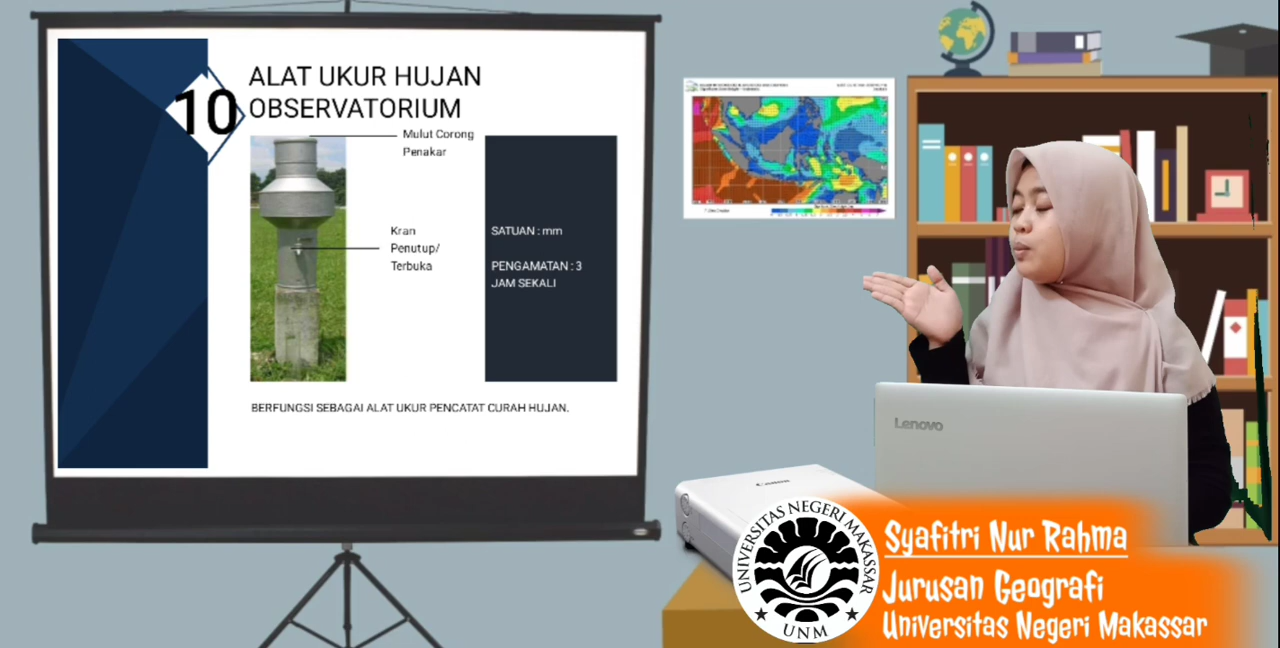 10
ALAT UKUR HUJAN
OBSERVATORIUM
Mulut Corong
Penakar
Kran
Penutup/
Terbuka
SATUAN : mm
PENGAMATAN : 3
JAM SEKALI
BERFUNGSI SEBAGAI ALAT UKUR PENCATAT CURAH HUJAN.
Lenovo
Canon
UNIVERSITAS NEGERI MAKASSAR
UNM
Syafitri Nur Rahma
Jurusan Geografi
Universitas Negeri Makassar